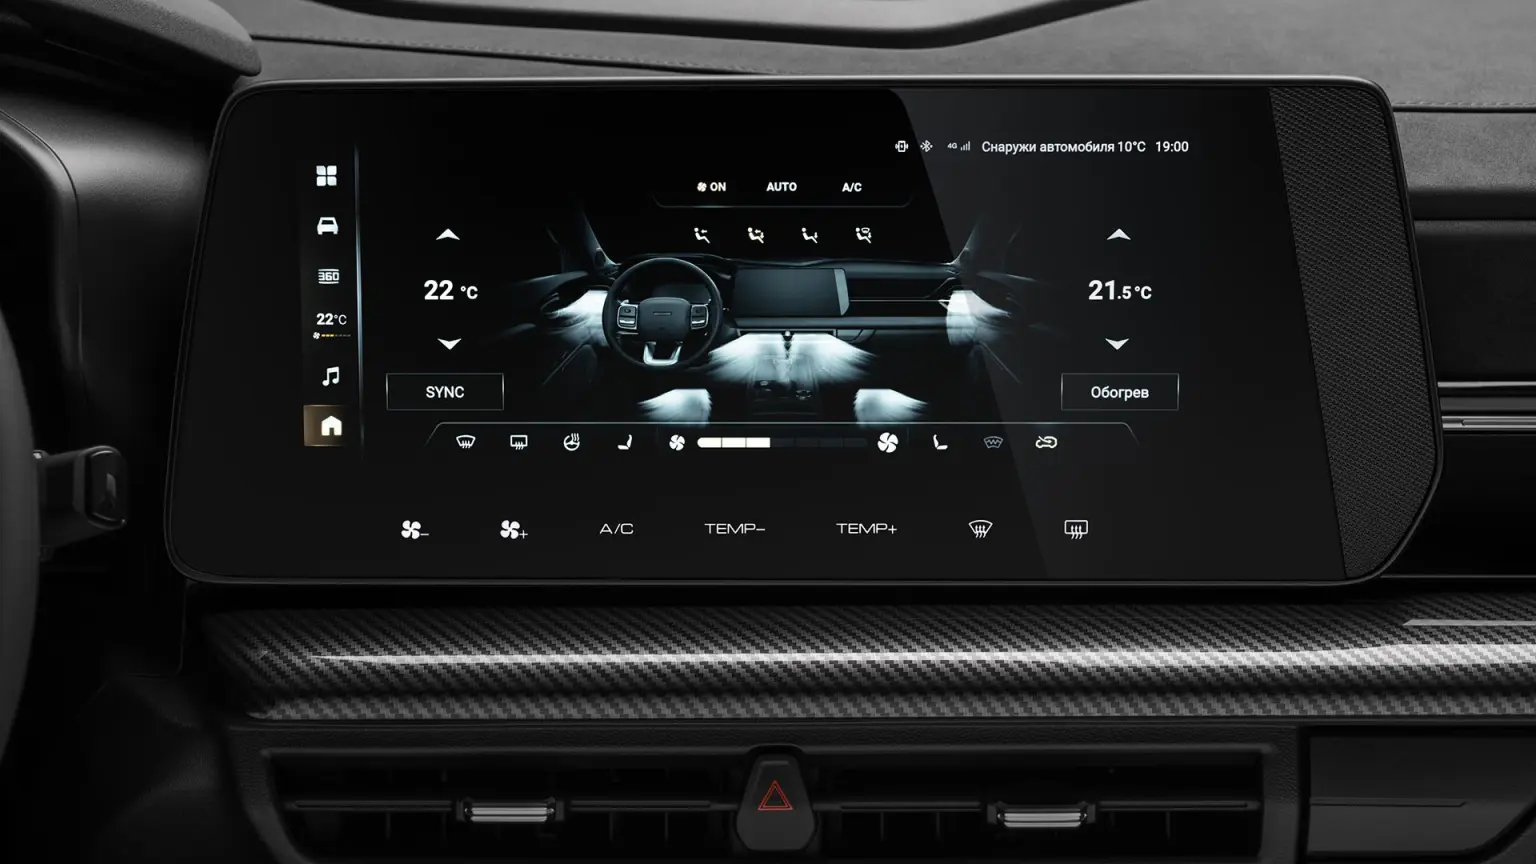 4G Снаружи автомобиля 10°C 19:00
ON AUTO A/C
360
22°C
22 °C
21.5 °C
SYNC
Обогрев
A/C TEMP− TEMP+